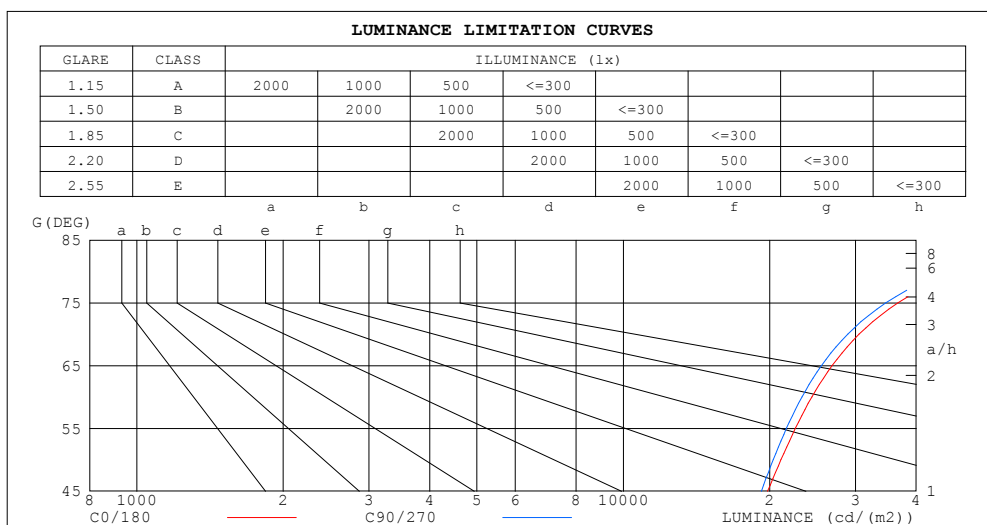 LUMINANCE LIMITATION CURVES
GLARE CLASS ILLUMINANCE (lx)
1.15 A 2000 1000 500 <=300
1.50 B 2000 1000 500 <=300
1.85 C 2000 1000 500 <=300
2.20 D 2000 1000 500 <=300
2.55 E 2000 1000 500 <=300
a b c d e f g h
G(DEG)
a b c d e f g h
85
8
6
75
4
3
a/h
65
2
55
45
1
8 1000 2 3 4 5 6 8 10000 2 3 4
C0/180 C90/270 LUMINANCE (cd/(m2))